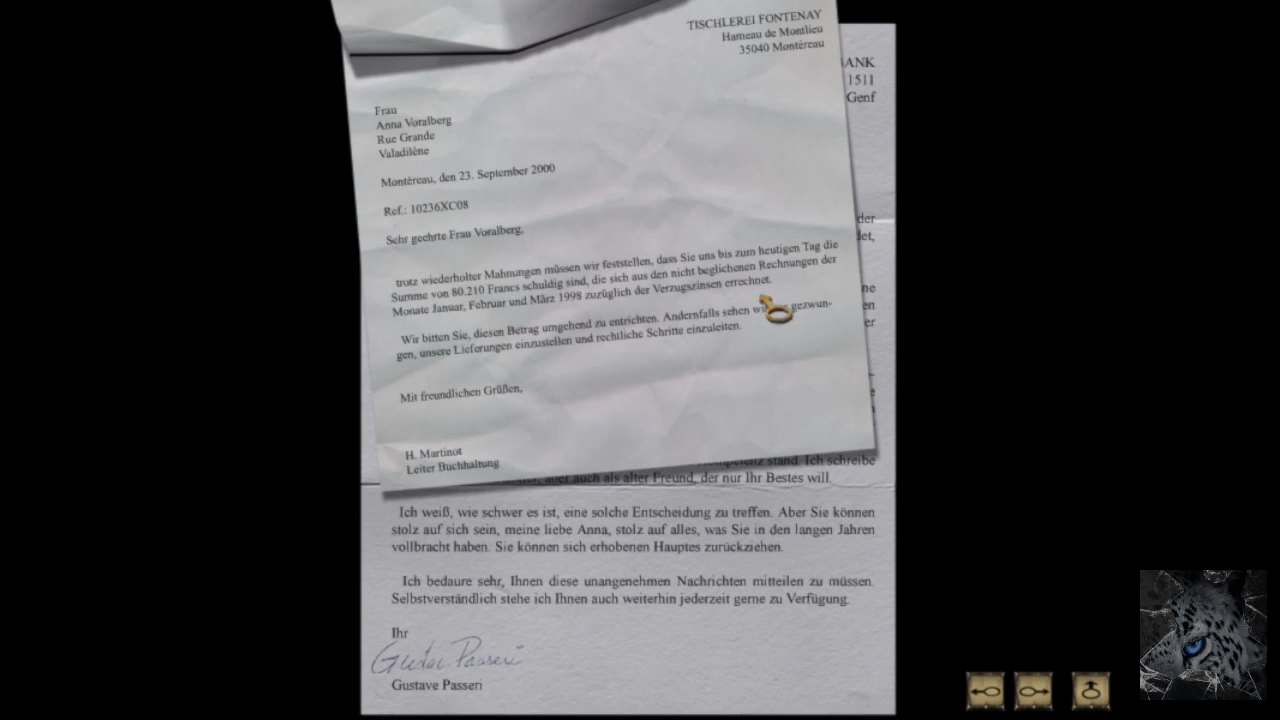 TISCHLEREI FONTENAY
Hameau de Montlieu
35040 Montéreau
ANK
1511
Genf
Frau
Anna Voralberg
Rue Grande
Valadilène
Montéreau, den 23. September 2000
Ref.: 10236XC08
Sehr geehrte Frau Voralberg,
der
det,
trotz wiederholter Mahnungen müssen wir feststellen, dass Sie uns bis zum heutigen Tag die
Summe von 80.210 Francs schuldig sind, die sich aus den nicht beglichenen Rechnungen der
Monate Januar, Februar und März 1998 zuzüglich der Verzugszinsen errechnet.
ne
en
er
Wir bitten Sie, diesen Betrag umgehend zu entrichten. Andernfalls sehen gezwun-
gen, unsere Lieferungen einzustellen und rechtliche Schritte einzuleiten.
Mit freundlichen Grüßen,
H. Martinot
Leiter Buchhaltung
stand. Ich schreibe
aber auch als alter Freund, der nur Ihr Bestes will.
Ich weiß, wie schwer es ist, eine solche Entscheidung zu treffen. Aber Sie können
stolz auf sich sein, meine liebe Anna, stolz auf alles, was Sie in den langen Jahren
vollbracht haben. Sie können sich erhobenen Hauptes zurückziehen.
Ich bedaure sehr, Ihnen diese unangenehmen Nachrichten mitteilen zu müssen.
Selbstverständlich stehe ich Ihnen auch weiterhin jederzeit gerne zu Verfügung.
Ihr
Gustav Passeri
Gustave Passeri